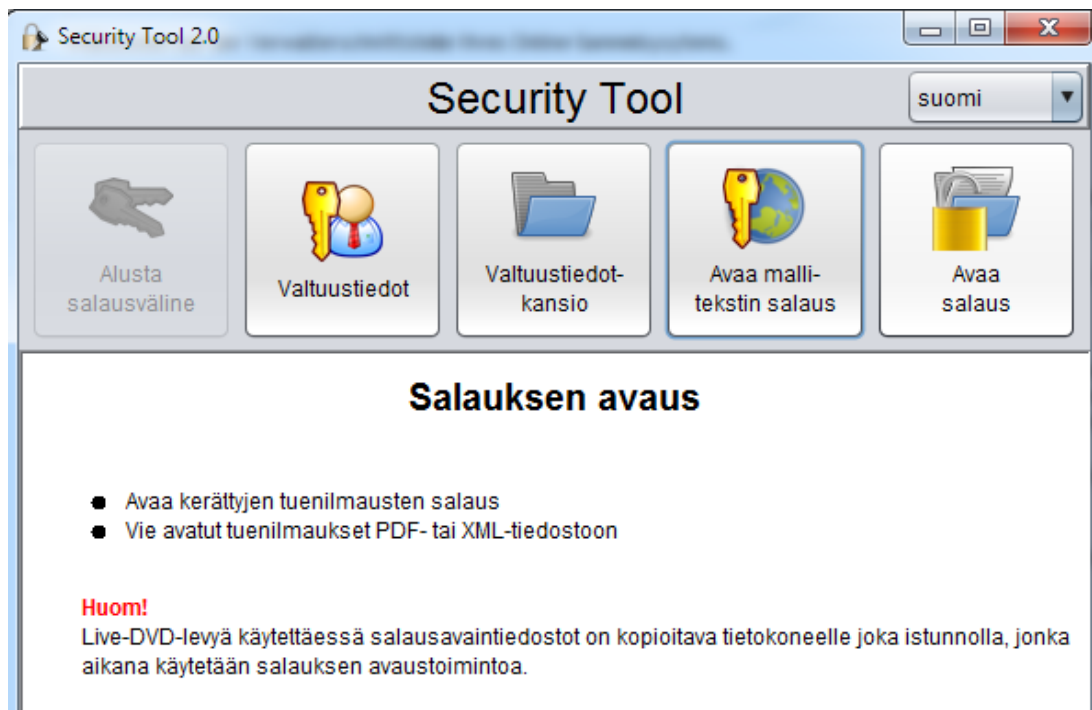 Security Tool 2.0
Security Tool
suomi
Alusta
salausväline
Valtuustiedot
Valtuustiedot-
kansio
Avaa malli-
tekstin salaus
Avaa
salaus
Salauksen avaus
Avaa kerättyjen tuenilmausten salaus
Vie avatut tuenilmaukset PDF- tai XML-tiedostoon
Huom!
Live-DVD-levyä käytettäessä salausavaintiedostot on kopioitava tietokoneelle joka istunnolla, jonka
aikana käytetään salauksen avaustoimintoa.